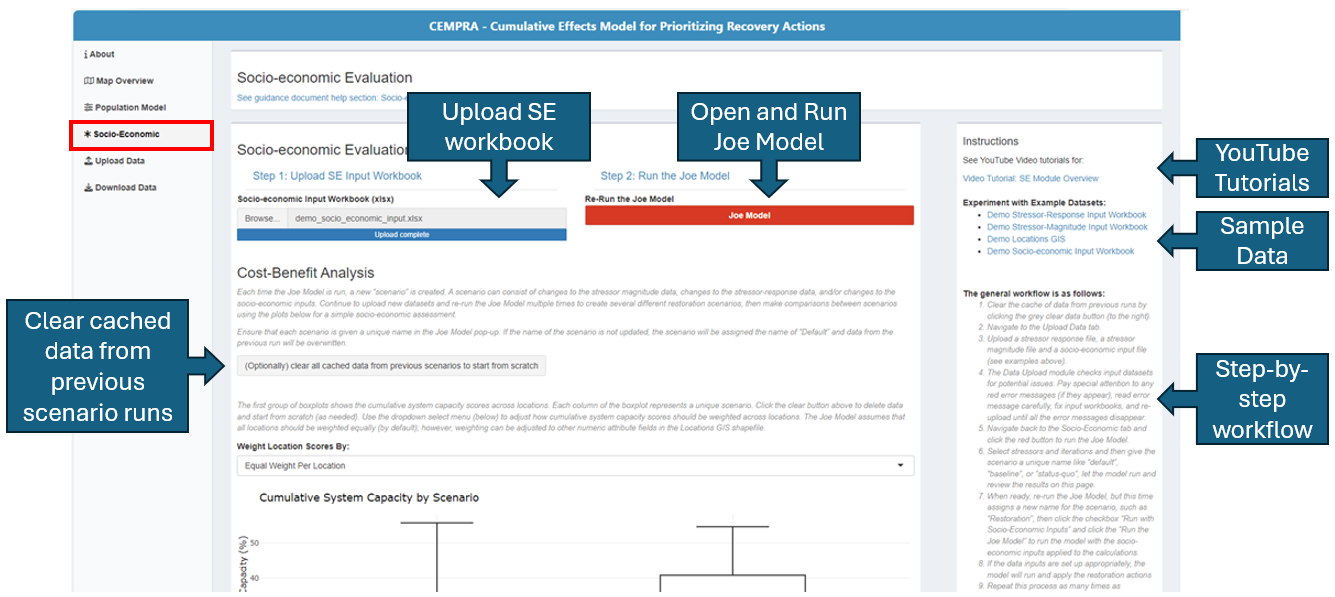 CEMPRA - Cumulative Effects Model for Prioritizing Recovery Actions
About
Map Overview
Population Model
Socio-Economic
Upload Data
Download Data
Socio-economic Evaluation
See guidance document help section: Socio-
Upload SE
workbook
Open and Run
Joe Model
Socio-economic Evaluation
Step 1: Upload SE Input Workbook
Socio-economic Input Workbook (xlsx)
Browse...
demo_socio_economic_input.xlsx
Upload complete
Step 2: Run the Joe Model
Re-Run the Joe Model
Joe Model
Cost-Benefit Analysis
Each time the Joe Model is run, a new "scenario" is created. A scenario can consist of changes to the stressor magnitude data, changes to the stressor-response data, and/or changes to the
socio-economic inputs. Continue to upload new datasets and re-run the Joe Model multiple times to create several different restoration scenarios, then make comparisons between scenarios
using the plots below for a simple socio-economic assessment.
Ensure that each scenario is given a unique name in the Joe Model pop-up. If the name of the scenario is not updated, the scenario will be assigned the name of "Default" and data from the
previous run will be overwritten.
Clear cached
data from
previous
scenario runs
(Optionally) clear all cached data from previous scenarios to start from scratch
The first group of boxplots shows the cumulative system capacity scores across locations. Each column of the boxplot represents a unique scenario. Click the clear button above to delete data
and start from scratch (as needed). Use the dropdown select menu (below) to adjust how cumulative system capacity scores should be weighted across locations. The Joe Model assumes that
all locations should be weighted equally (by default); however, weighting can be adjusted to other numeric attribute fields in the Locations GIS shapefile.
Weight Location Scores By:
Equal Weight Per Location
Cumulative System Capacity by Scenario
Capacity (%)
50
40
Instructions
See YouTube Video tutorials for:
Video Tutorial: SE Module Overview
YouTube
Tutorials
Experiment with Example Datasets:
Demo Stressor-Response Input Workbook
Demo Stressor-Magnitude Input Workbook
Demo Locations GIS
Demo Socio-economic Input Workbook
Sample
Data
The general workflow is as follows:
1. Clear the cache of data from previous runs by
clicking the grey clear data button (to the right).
2. Navigate to the Upload Data tab.
3. Upload a stressor response file, a stressor
magnitude file and a socio-economic input file
(see examples above).
4. The Data Upload module checks input datasets
for potential issues. Pay special attention to any
red error messages (if they appear), read error
message carefully, fix input workbooks, and re-
upload until all the error messages disappear.
5. Navigate back to the Socio-Economic tab and
click the red button to run the Joe Model.
6. Select stressors and iterations and then give the
scenario a unique name like "default",
"baseline", or "status-quo", let the model run and
review the results on this page.
7. When ready, re-run the Joe Model, but this time
assigns a new name for the scenario, such as
"Restoration", then click the checkbox "Run with
Socio-Economic Inputs" and click the "Run the
Joe Model" to run the model with the socio-
economic inputs applied to the calculations.
8. If the data inputs are set up appropriately, the
model will run and apply the restoration actions
9. Repeat this process as many times as
Step-by-
step
workflow